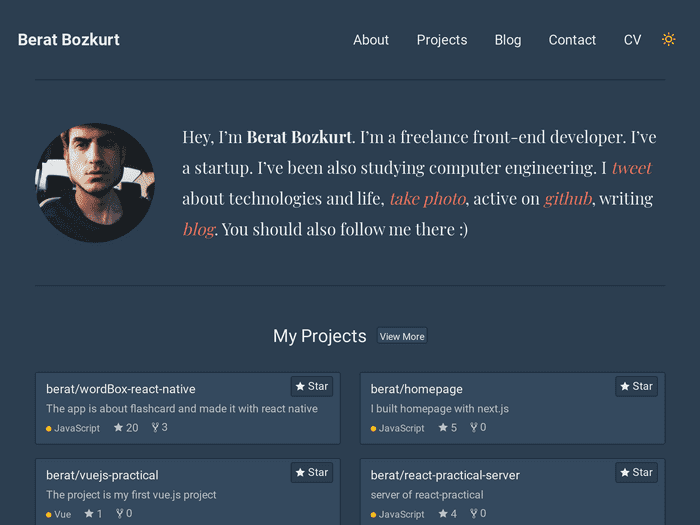 Berat Bozkurt
About Projects Blog Contact CV
Hey, I’m Berat Bozkurt. I’m a freelance front-end developer. I’ve
a startup. I’ve been also studying computer engineering. I tweet
about technologies and life, take photo, active on github, writing
blog. You should also follow me there :)
My Projects View More
berat/wordBox-react-native Star
The app is about flashcard and made it with react native
JavaScript 20 3
berat/homepage Star
I built homepage with next.js
JavaScript 5 0
berat/vuejs-practical Star
The project is my first vue.js project
Vue 1 0
berat/react-practical-server Star
server of react-practical
JavaScript 4 0